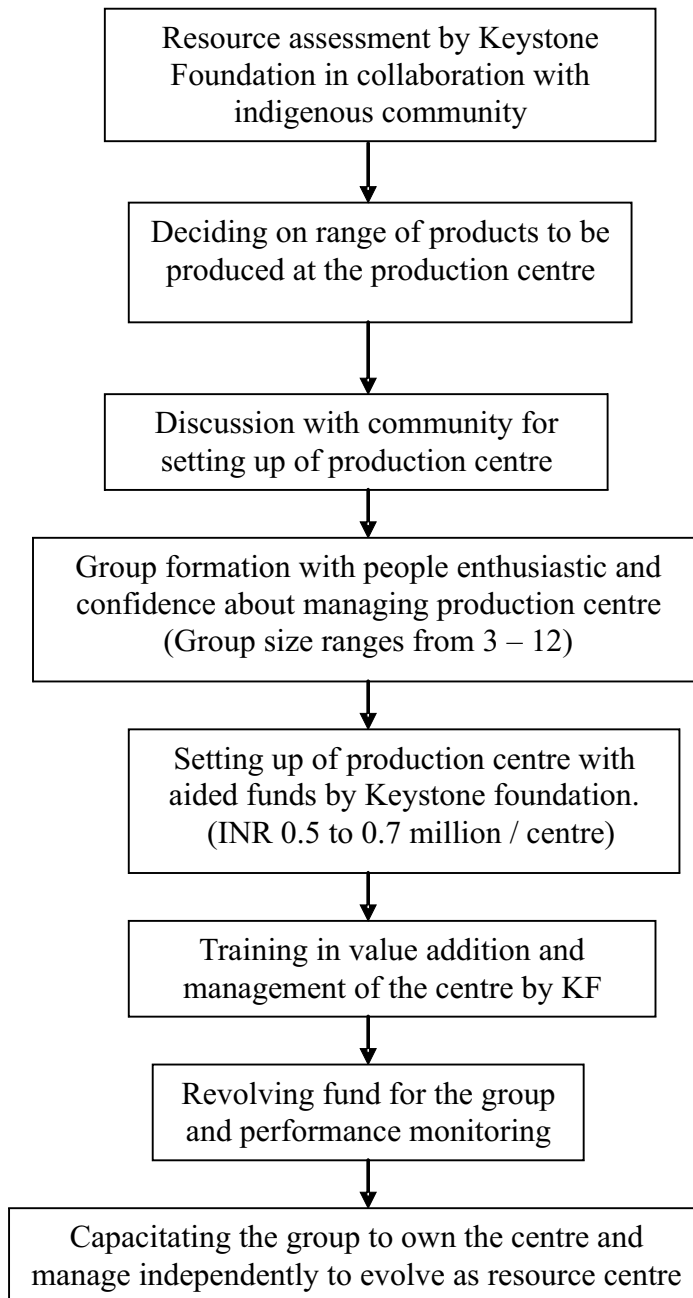 Resource assessment by Keystone
Foundation in collaboration with
indigenous community
Deciding on range of products to be
produced at the production centre
Discussion with community for
setting up of production centre
Group formation with people enthusiastic and
confidence about managing production centre
(Group size ranges from 3 – 12)
Setting up of production centre with
aided funds by Keystone foundation.
(INR 0.5 to 0.7 million / centre)
Training in value addition and
management of the centre by KF
Revolving fund for the group
and performance monitoring
Capacitating the group to own the centre and
manage independently to evolve as resource centre